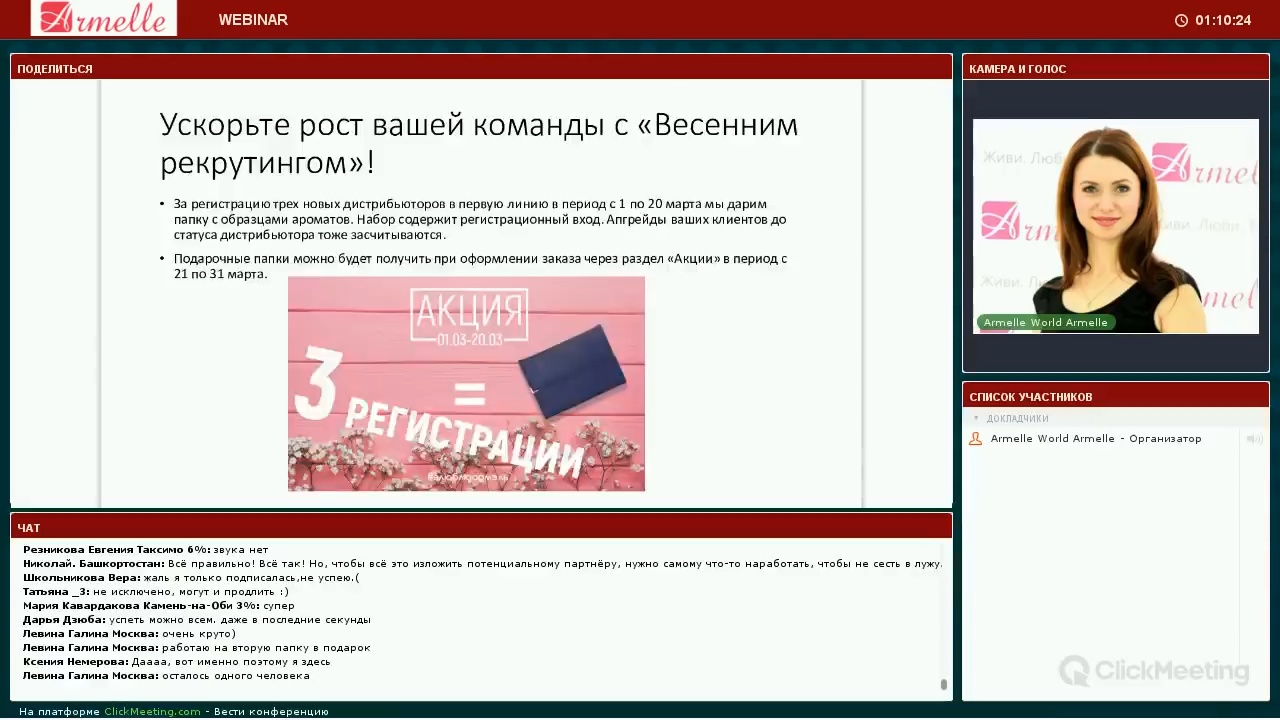 Armelle
WEBINAR
01:10:24
ПОДЕЛИТЬСЯ
Ускорьте рост вашей команды с «Весенним
рекрутингом»!
• За регистрацию трех новых дистрибьюторов в первую линию в период с 1 по 20 марта мы дарим
папку с образцами ароматов. Набор содержит регистрационный вход. Апгрейды ваших клиентов до
статуса дистрибьютора тоже засчитываются.
• Подарочные папки можно будет получить при оформлении заказа через раздел «Акции» в период с
21 по 31 марта.
АКЦИЯ
01.03-20.03
3
=
РЕГИСТРАЦИИ
КАМЕРА И ГОЛОС
Живи. Люби
Armel
Живи.
Armelle World Armelle
СПИСОК УЧАСТНИКОВ
ДОКЛАДЧИКИ
Armelle World Armelle - Организатор
ClickMeeting
ЧАТ
Резникова Евгения Таксимо 6%: звука нет
Николай. Башкортостан: Всё правильно! Всё так! Но, чтобы всё это изложить потенциальному партнёру, нужно самому что-то наработать, чтобы не сесть в лужу.
Школьникова Вера: жаль я только подписалась,не успею.(
Татьяна _3: не исключено, могут и продлить :)
Мария Кавардакова Камень-на-Оби 3%: супер
Дарья Дзюба: успеть можно всем. даже в последние секунды
Левина Галина Москва: очень круто)
Левина Галина Москва: работаю на вторую папку в подарок
Ксения Немерова: Даааа, вот именно поэтому я здесь
Левина Галина Москва: осталось одного человека
На платформе ClickMeeting.com - Вести конференцию